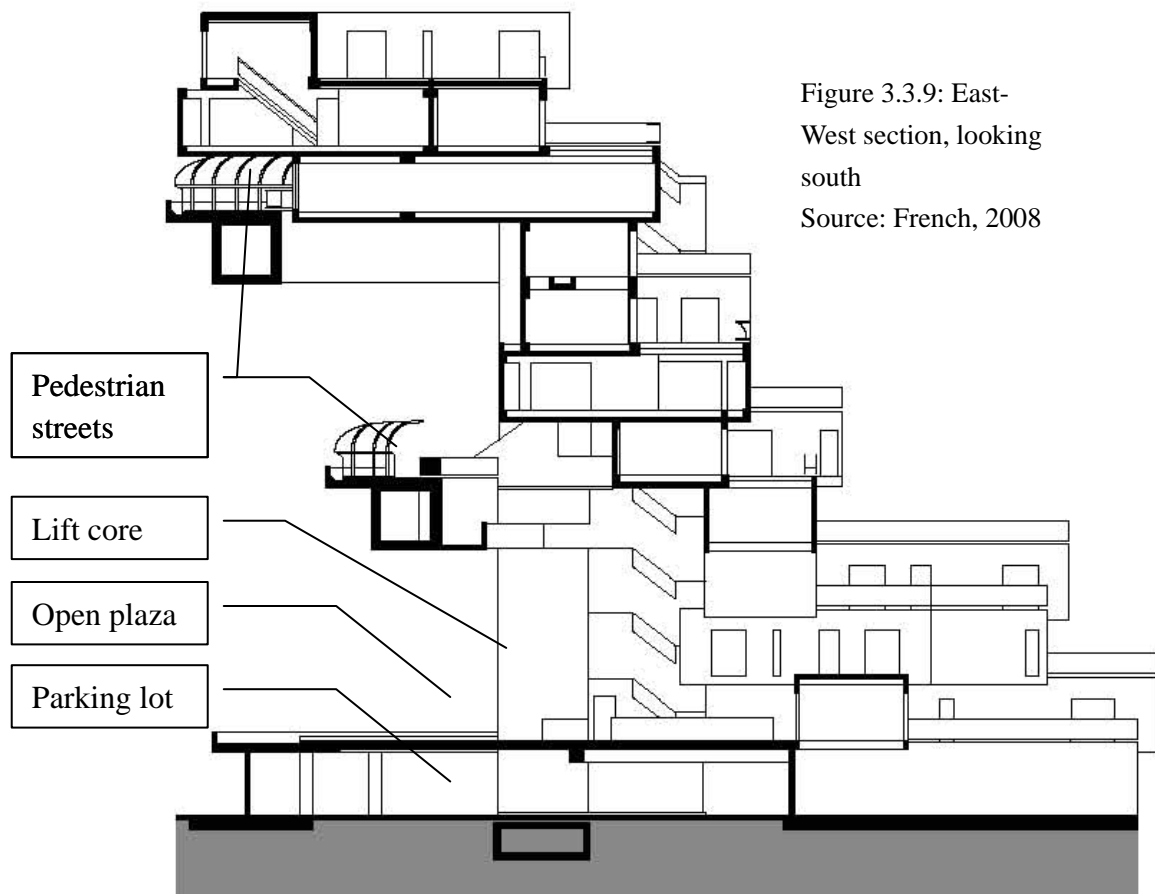 Figure 3.3.9: East-
West section, looking
south
Source: French, 2008
Pedestrian
streets
Lift core
Open plaza
Parking lot